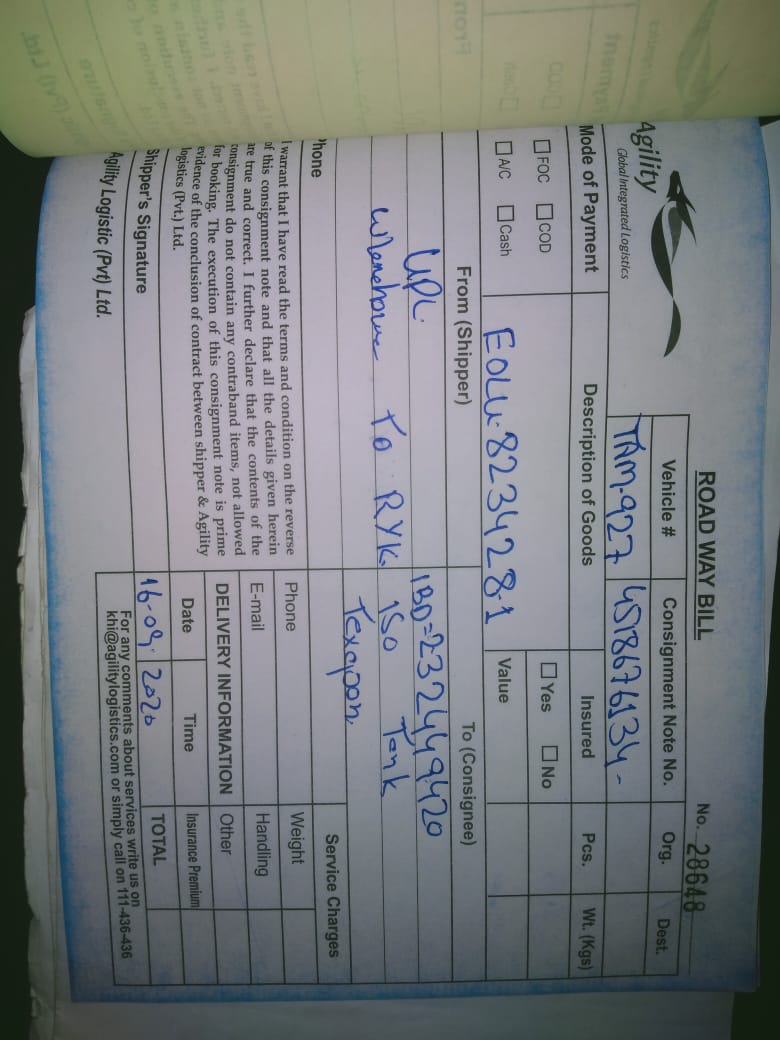 ROAD WAY BILL
No. 28648
Agility
Global Integrated Logistics
Vehicle # Consignment Note No. Org. Dest.
TAM-927 4518676134-
Mode of Payment Description of Goods Insured Pcs. Wt. (Kgs)
FOC COD Yes No
A/C Cash EOLU-823428-1 Value
From (Shipper) To (Consignee)
UPL IBD=232449420
To RYK ISO Tank
Phone Service Charges
Phone Weight
E-mail Handling
DELIVERY INFORMATION Other
Date Time Insurance Premium
16-09- 2020 TOTAL
I warrant that I have read the terms and condition on the reverse
of this consignment note and that all the details given herein
are true and correct. I further declare that the contents of the
consignment do not contain any contraband items, not allowed
for booking. The execution of this consignment note is prime
evidence of the conclusion of contract between shipper & Agility
logistics (Pvt.) Ltd.
Shipper's Signature
Agility Logistic (Pvt) Ltd.
For any comments about services write us on
khi@agilitylogistics.com or simply call on 111-436-436